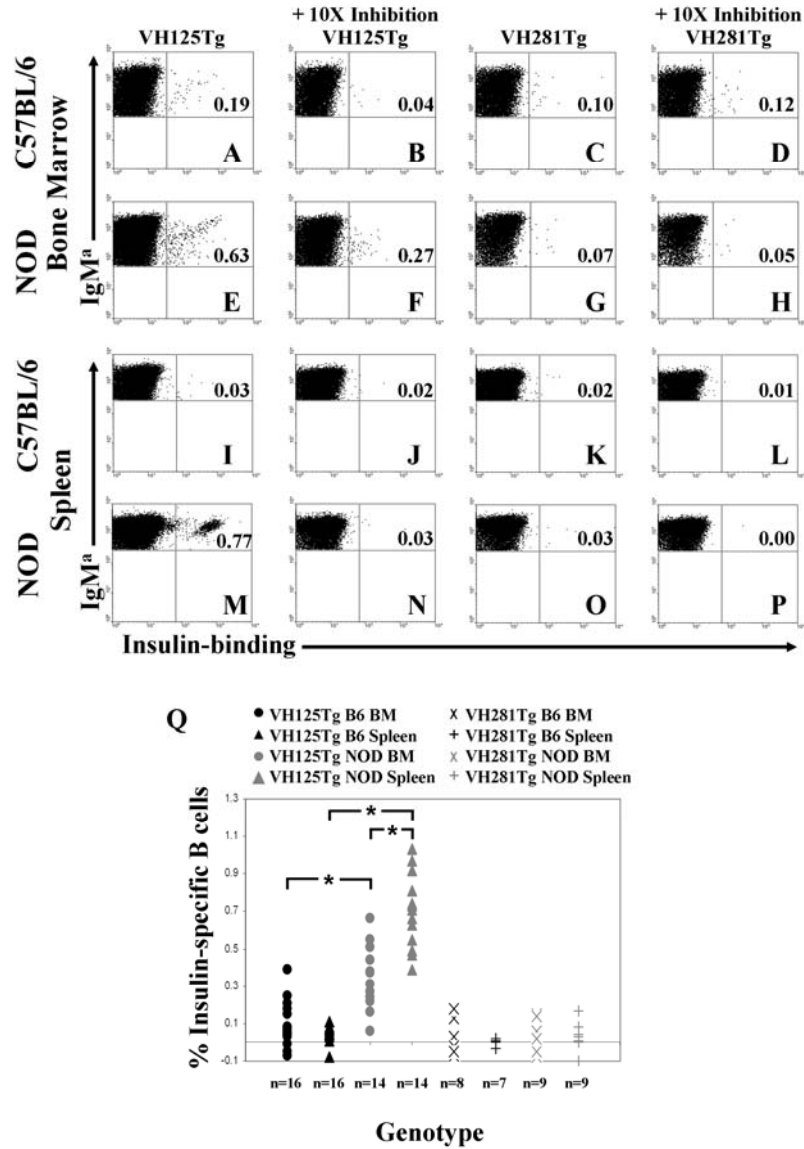 + 10X Inhibition + 10X Inhibition
VH125Tg VH125Tg VH281Tg VH281Tg
C57BL/6
Bone Marrow
NOD
IgMa
0.19 0.04 0.10 0.12
A B C D
0.63 0.27 0.07 0.05
E F G H
C57BL/6
Spleen
NOD
IgMa
0.03 0.02 0.02 0.01
I J K L
0.77 0.03 0.03 0.00
M N O P
Insulin-binding
Q
VH125Tg B6 BM VH281Tg B6 BM
VH125Tg B6 Spleen VH281Tg B6 Spleen
VH125Tg NOD BM VH281Tg NOD BM
VH125Tg NOD Spleen VH281Tg NOD Spleen
% Insulin-specific B cells
1.3
1.1
0.9
0.7
0.5
0.3
0.1
-0.1
* * *
n=16 n=16 n=14 n=14 n=8 n=7 n=9 n=9
Genotype